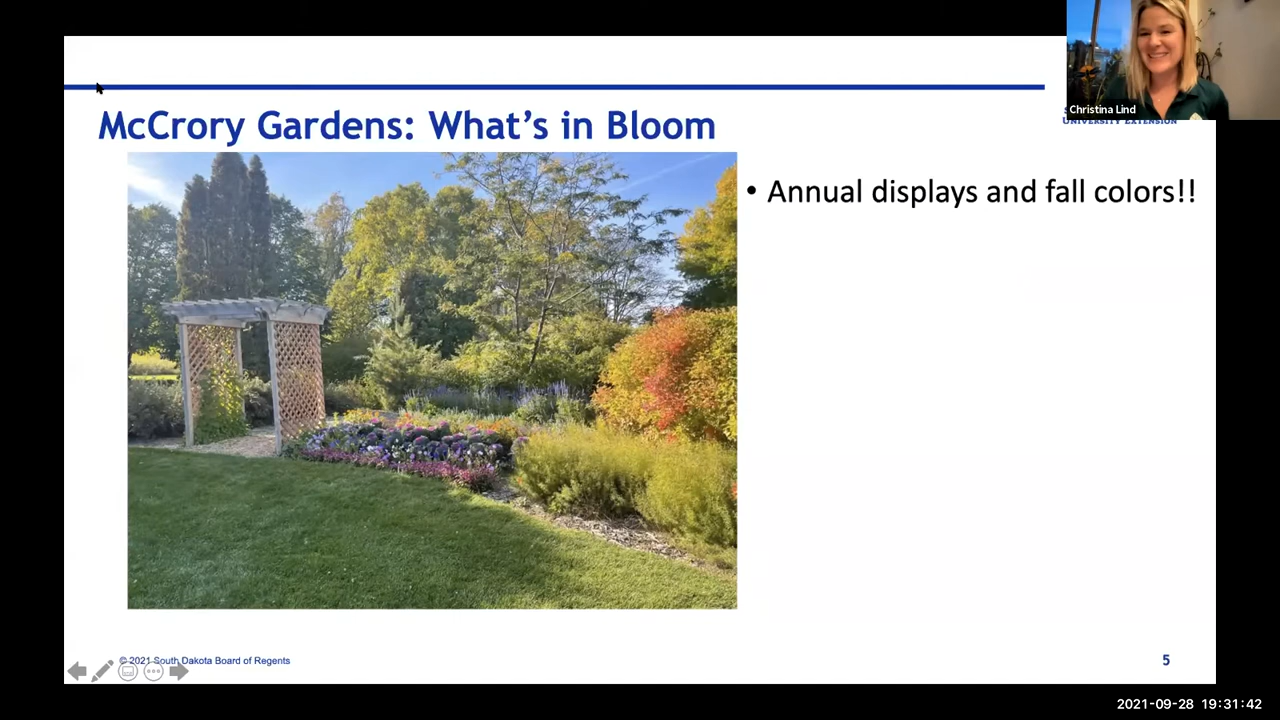 Christina Lind
UNIVERSITY EXTENSION
McCrory Gardens: What's in Bloom
• Annual displays and fall colors!!
© 2021 South Dakota Board of Regents
5
2021-09-28 19:31:42